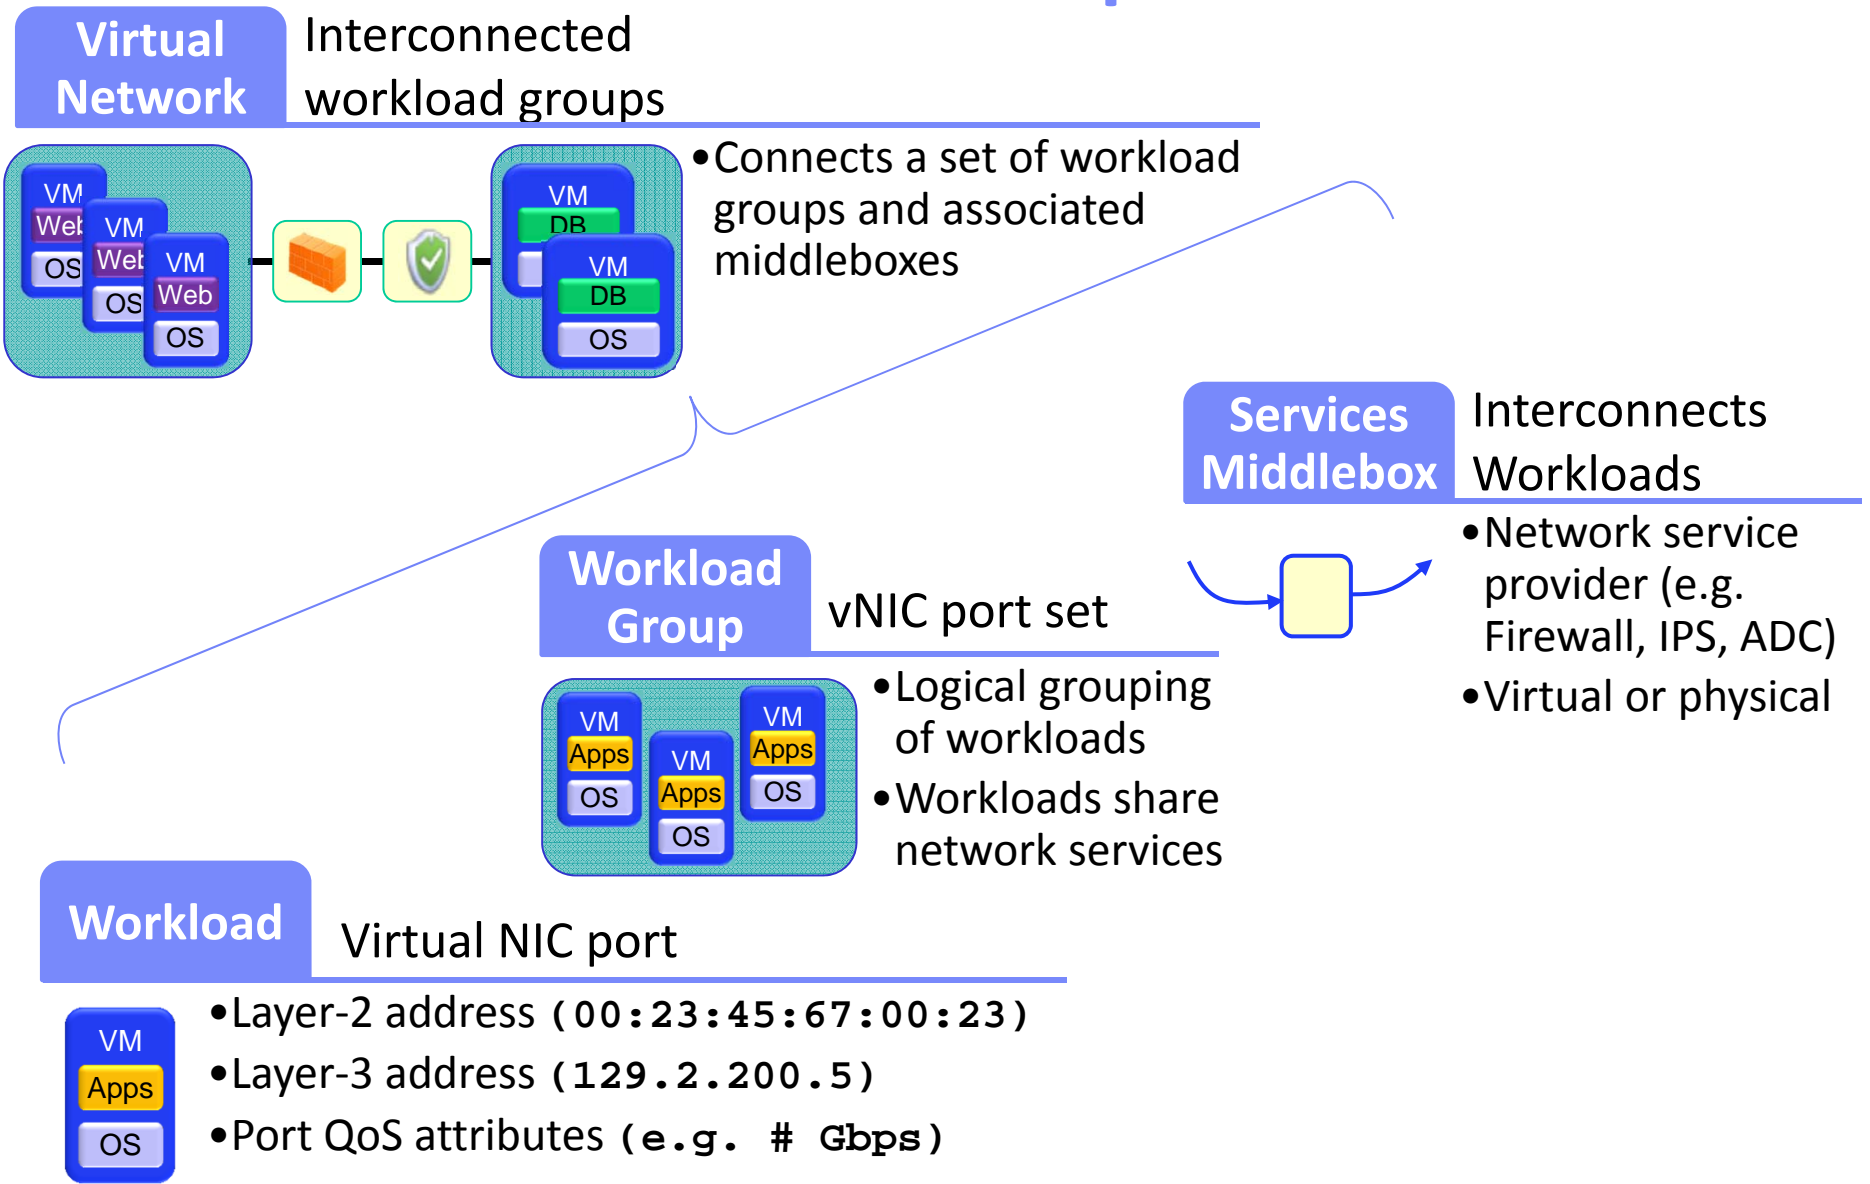 Virtual
Network
Interconnected
workload groups
•Connects a set of workload
groups and associated
middleboxes
VM
Web
OS
VM
Web
OS
VM
Web
OS
VM
DB
VM
DB
OS
Services
Middlebox
Interconnects
Workloads
•Network service
provider (e.g.
Firewall, IPS, ADC)
•Virtual or physical
Workload
Group
vNIC port set
•Logical grouping
of workloads
•Workloads share
network services
VM
Apps
OS
VM
Apps
OS
VM
Apps
OS
Workload
Virtual NIC port
•Layer-2 address (00:23:45:67:00:23)
•Layer-3 address (129.2.200.5)
•Port QoS attributes (e.g. # Gbps)
VM
Apps
OS